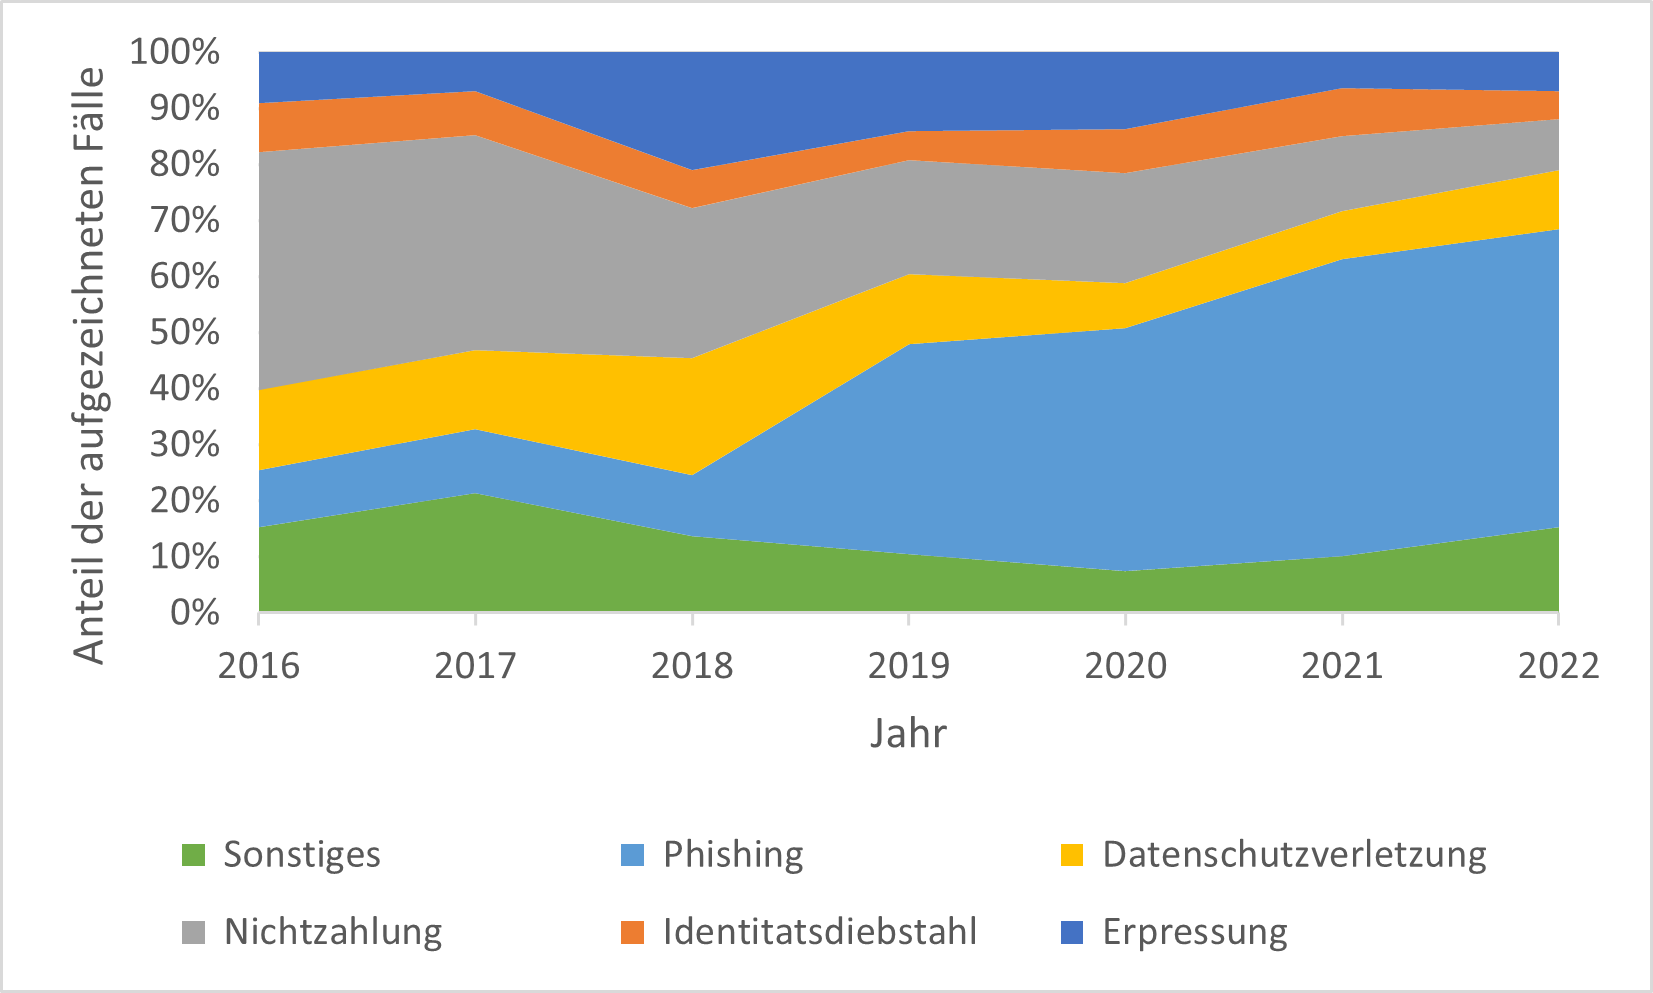 Anteil der aufgezeichneten Fälle
100%
90%
80%
70%
60%
50%
40%
30%
20%
10%
0%
2016 2017 2018 2019 2020 2021 2022
Jahr
Sonstiges Phishing Datenschutzverletzung
Nichtzahlung Identitatsdiebstahl Erpressung